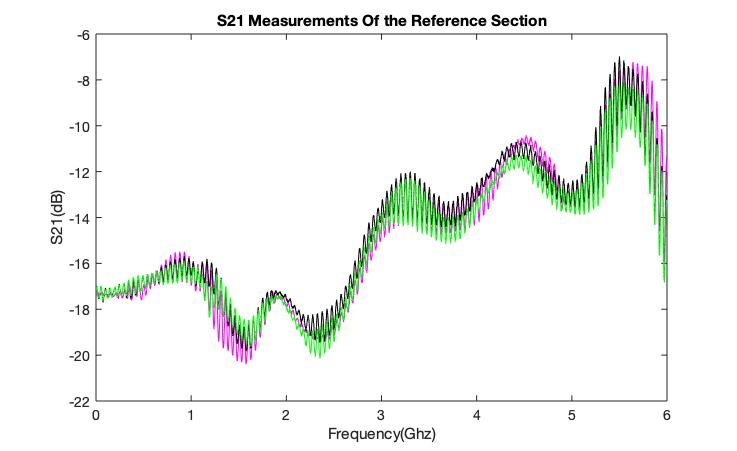 S21 Measurements Of the Reference Section
-6
-8
-10
-12
-14
-16
-18
-20
-22
S21(dB)
0 1 2 3 4 5 6
Frequency(Ghz)